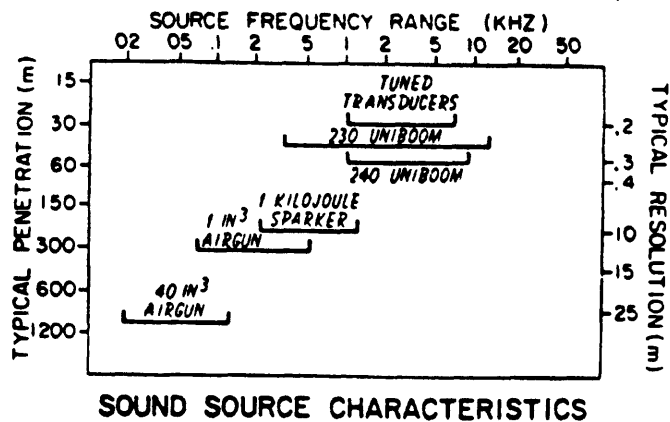 SOURCE FREQUENCY RANGE (KHZ)
02 05 .1 2 5 1 2 5 10 20 50
TYPICAL PENETRATION (m)
15
30
60
150
300
600
1200
TUNED
TRANSDUCERS
230 UNIBOOM
240 UNIBOOM
1 KILOJOULE
SPARKER
1 IN³
AIRGUN
40 IN³
AIRGUN
.2
.3
.4
10
15
25
TYPICAL RESOLUTION (m)
SOUND SOURCE CHARACTERISTICS